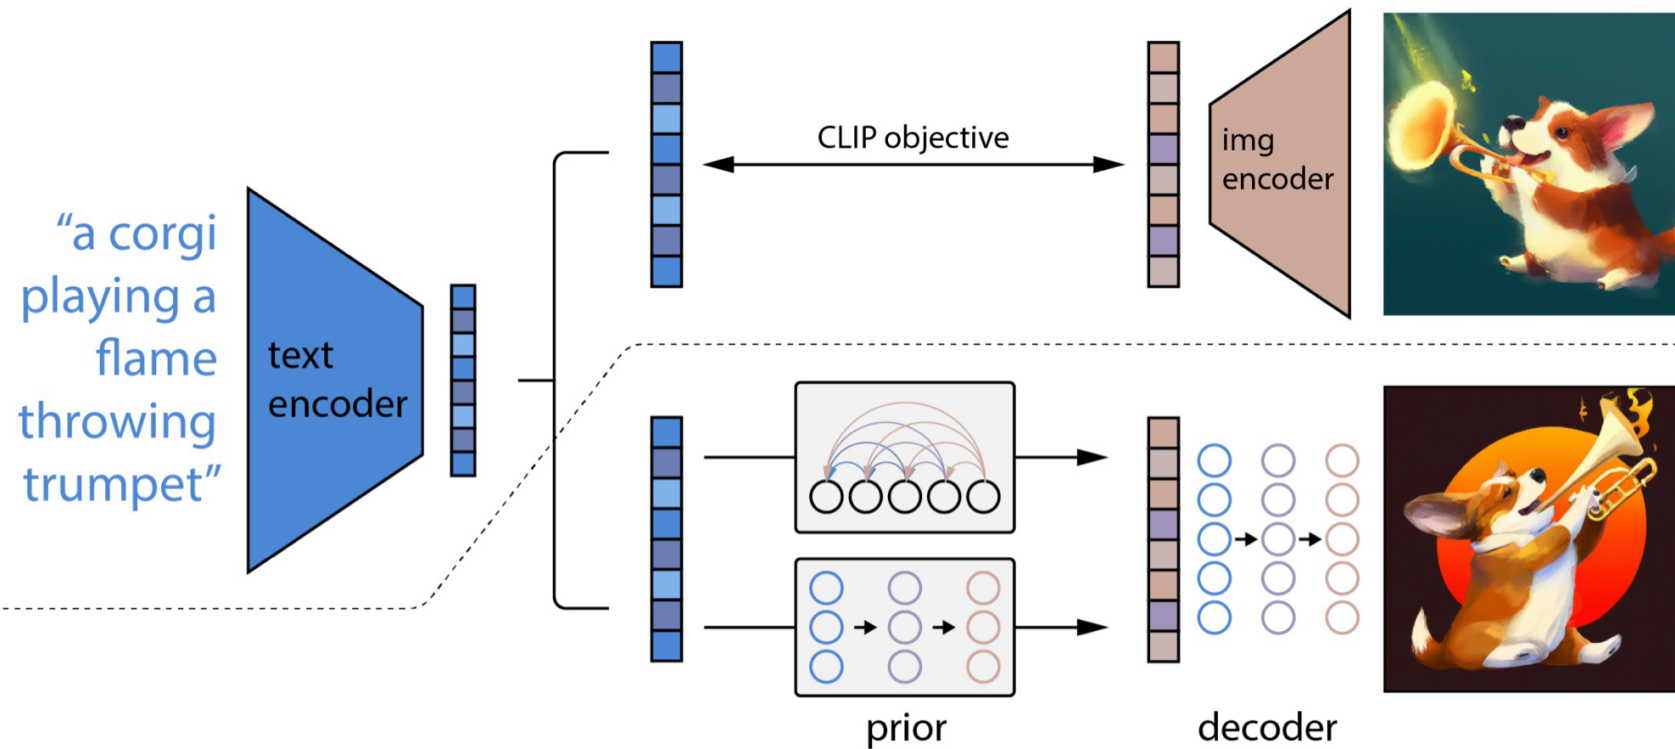 “a corgi
playing a
flame
throwing
trumpet”
text
encoder
CLIP objective
img
encoder
prior
decoder